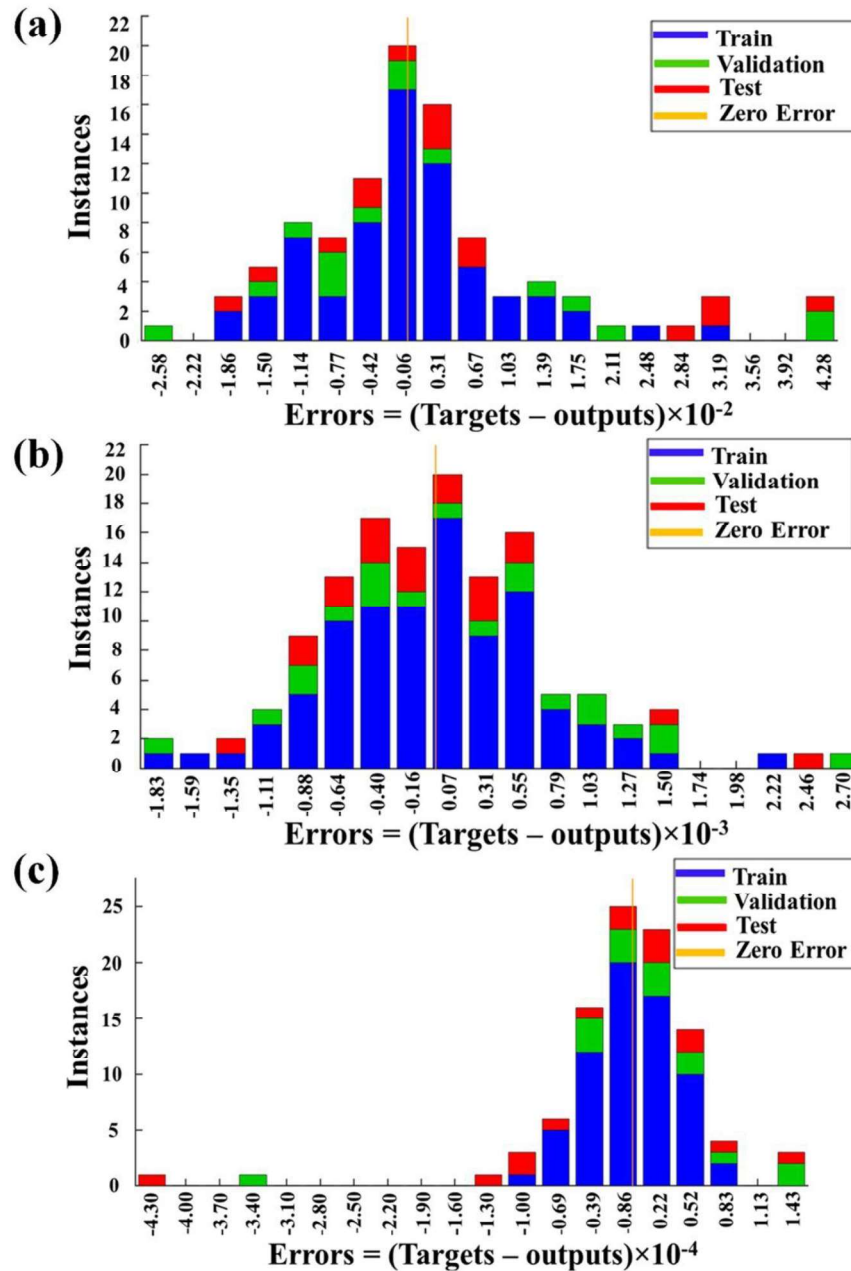 (a)
Train
Validation
Test
Zero Error
Instances
22
20
18
16
14
12
10
8
6
4
2
0
-2.58 -2.22 -1.86 -1.50 -1.14 -0.77 -0.42 -0.06 0.31 0.67 1.03 1.39 1.75 2.11 2.48 2.84 3.19 3.56 3.92 4.28
Errors = (Targets – outputs)×10-2
(b)
Train
Validation
Test
Zero Error
Instances
22
20
18
16
14
12
10
8
6
4
2
0
-1.83 -1.59 -1.35 -1.11 -0.88 -0.64 -0.40 -0.16 0.07 0.31 0.55 0.79 1.03 1.27 1.50 1.74 1.98 2.22 2.46 2.70
Errors = (Targets – outputs)×10-3
(c)
Train
Validation
Test
Zero Error
Instances
25
20
15
10
5
0
-4.30 -4.00 -3.70 -3.40 -3.10 -2.80 -2.50 -2.20 -1.90 -1.60 -1.30 -1.00 -0.69 -0.39 -0.86 0.22 0.52 0.83 1.13 1.43
Errors = (Targets – outputs)×10-4